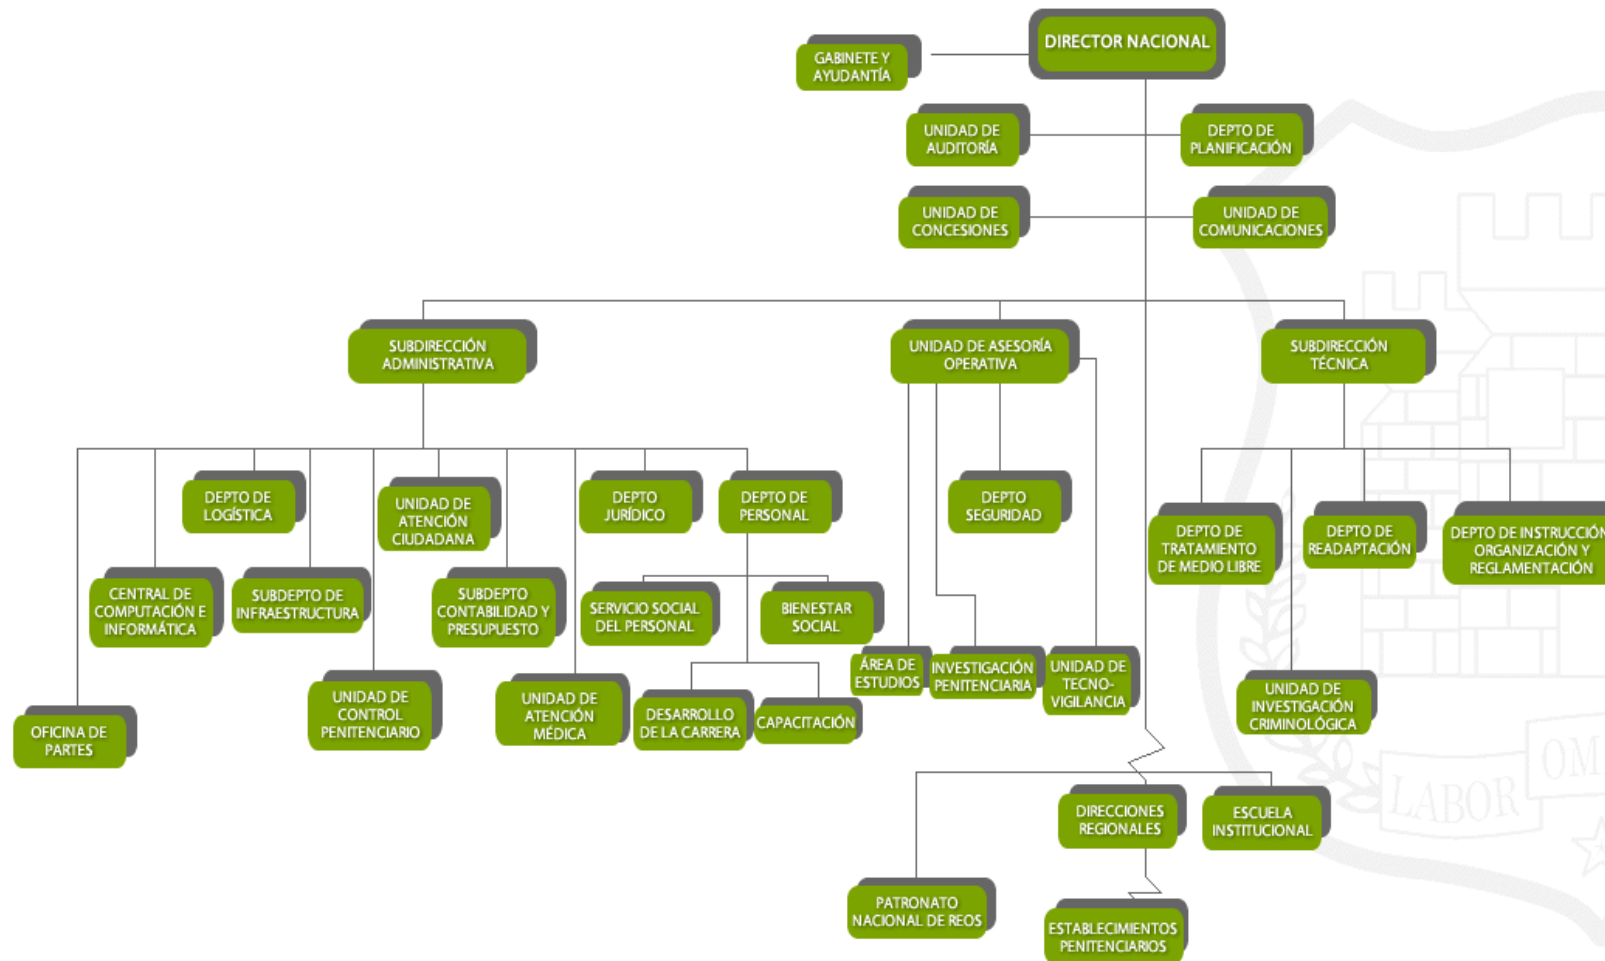 DIRECTOR NACIONAL
GABINETE Y
AYUDANTÍA
UNIDAD DE
AUDITORÍA
DEPTO DE
PLANIFICACIÓN
UNIDAD DE
CONCESIONES
UNIDAD DE
COMUNICACIONES
SUBDIRECCIÓN
ADMINISTRATIVA
UNIDAD DE ASESORÍA
OPERATIVA
SUBDIRECCIÓN
TÉCNICA
DEPTO DE
LOGÍSTICA
UNIDAD DE
ATENCIÓN
CIUDADANA
DEPTO
JURÍDICO
DEPTO DE
PERSONAL
DEPTO
SEGURIDAD
DEPTO DE
TRATAMIENTO
DE MEDIO LIBRE
DEPTO DE
READAPTACIÓN
DEPTO DE INSTRUCCIÓN
ORGANIZACIÓN Y
REGLAMENTACIÓN
CENTRAL DE
COMPUTACIÓN E
INFORMÁTICA
SUBDEPTO DE
INFRAESTRUCTURA
SUBDEPTO
CONTABILIDAD Y
PRESUPUESTO
SERVICIO SOCIAL
DEL PERSONAL
BIENESTAR
SOCIAL
ÁREA DE
ESTUDIOS
INVESTIGACIÓN
PENITENCIARIA
UNIDAD DE
TECNO-
VIGILANCIA
UNIDAD DE
INVESTIGACIÓN
CRIMINOLÓGICA
OFICINA DE
PARTES
UNIDAD DE
CONTROL
PENITENCIARIO
UNIDAD DE
ATENCIÓN
MÉDICA
DESARROLLO
DE LA CARRERA
CAPACITACIÓN
DIRECCIONES
REGIONALES
ESCUELA
INSTITUCIONAL
PATRONATO
NACIONAL DE REOS
ESTABLECIMIENTOS
PENITENCIARIOS
LABOR
OM